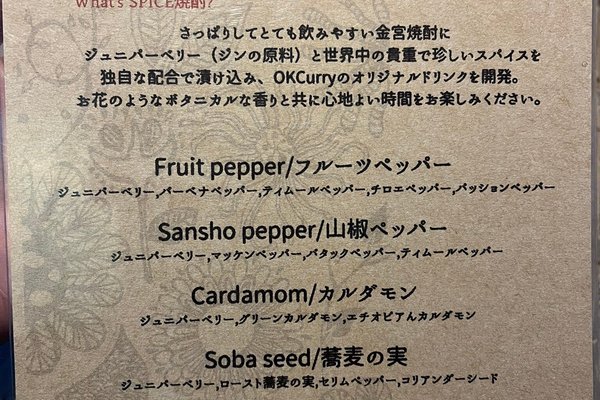 What's SPICE焼酎?
さっぱりしてとても飲みやすい金宮焼酎に
ジュニパーベリー（ジンの原料）と世界中の貴重で珍しいスパイスを
独自な配合で漬け込み、OKCurryのオリジナルドリンクを開発。
お花のようなボタニカルな香りと共に心地よい時間をお楽しみください。
Fruit pepper/フルーツペッパー
ジュニパーベリー,バーベナペッパー,ティムールペッパー,チロエペッパー,パッションペッパー
Sansho pepper/山椒ペッパー
ジュニパーベリー,マッケンペッパー,バタックペッパー,ティムールペッパー
Cardamom/カルダモン
ジュニパーベリー,グリーンカルダモン,エチオピアんカルダモン
Soba seed/蕎麦の実
ジュニパーベリー,ロースト蕎麦の実,セリムペッパー,コリアンダーシード